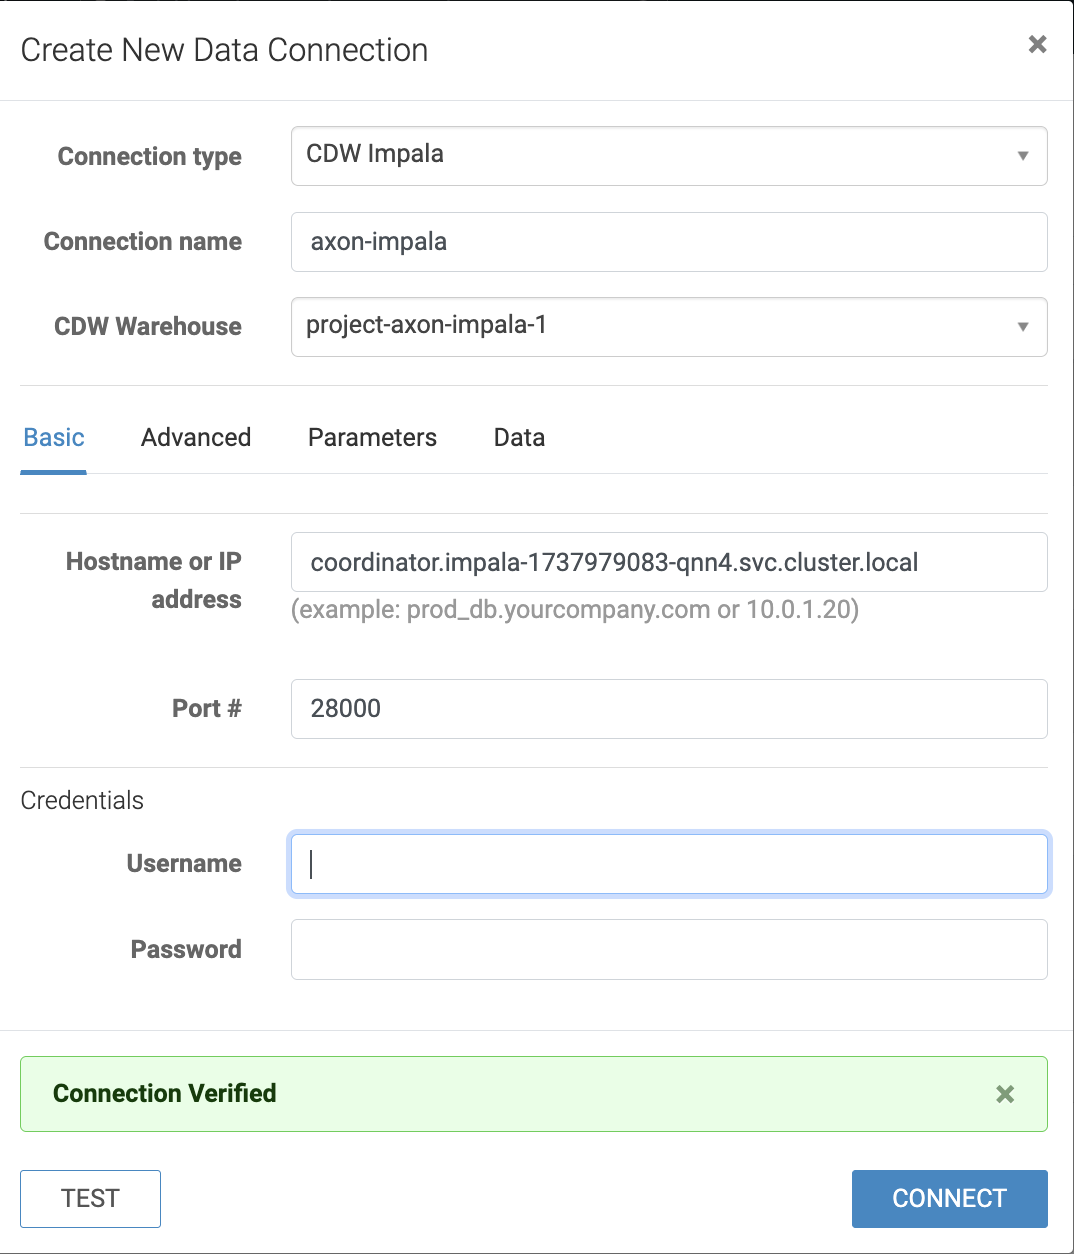 Create New Data Connection
Connection type
CDW Impala
Connection name
axon-impala
CDW Warehouse
project-axon-impala-1
Basic Advanced Parameters Data
Hostname or IP
address
coordinator.impala-1737979083-qnn4.svc.cluster.local
(example: prod_db.yourcompany.com or 10.0.1.20)
Port #
28000
Credentials
Username
Password
Connection Verified
TEST
CONNECT